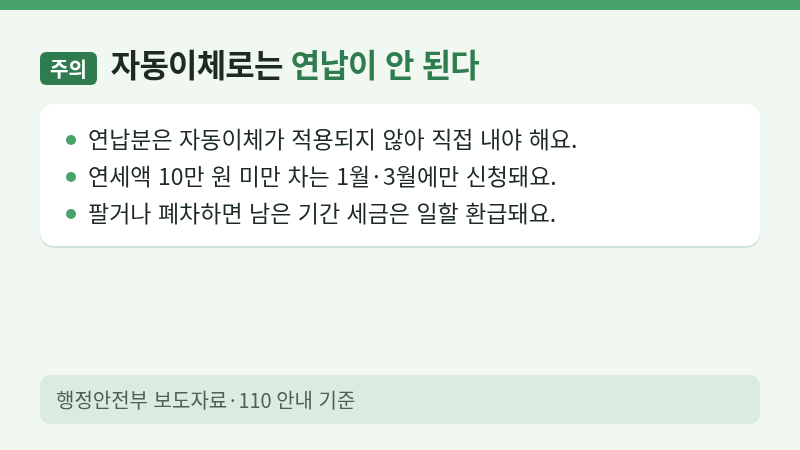 주의 자동이체로는 연납이 안 된다
연납분은 자동이체가 적용되지 않아 직접 내야 해요.
연세액 10만 원 미만 차는 1월·3월에만 신청돼요.
팔거나 폐차하면 남은 기간 세금은 일할 환급돼요.
행정안전부 보도자료·110 안내 기준